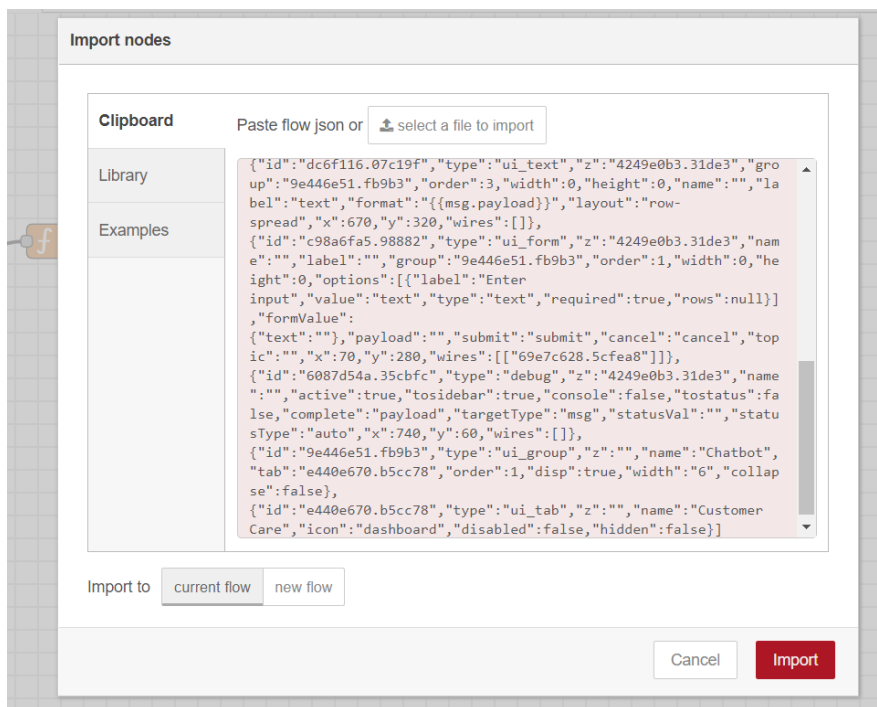 Import nodes
Clipboard
Library
Examples
Paste flow json or select a file to import
{"id":"dc6f116.07c19f","type":"ui_text","z":"4249e0b3.31de3","gro
up":"9e446e51.fb9b3","order":3,"width":0,"height":0,"name":"","la
bel":"text","format":"{{msg.payload}}","layout":"row-
spread","x":670,"y":320,"wires":[]},
{"id":"c98a6fa5.98882","type":"ui_form","z":"4249e0b3.31de3","nam
e":"","label":"","group":"9e446e51.fb9b3","order":1,"width":0,"he
ight":0,"options":[{"label":"Enter
input","value":"text","type":"text","required":true,"rows":null}]
,"formValue":
{"text":""},"payload":"","submit":"submit","cancel":"cancel","top
ic":"","x":70,"y":280,"wires":[["69e7c628.5cfea8"]]},
{"id":"6087d54a.35cbfc","type":"debug","z":"4249e0b3.31de3","name
":"","active":true,"tosidebar":true,"console":false,"tostatus":fa
lse,"complete":"payload","targetType":"msg","statusVal":"","statu
sType":"auto","x":740,"y":60,"wires":[]},
{"id":"9e446e51.fb9b3","type":"ui_group","z":"","name":"Chatbot",
"tab":"e440e670.b5cc78","order":1,"disp":true,"width":"6","collap
se":false},
{"id":"e440e670.b5cc78","type":"ui_tab","z":"","name":"Customer
Care","icon":"dashboard","disabled":false,"hidden":false}]
Import to current flow new flow
Cancel Import